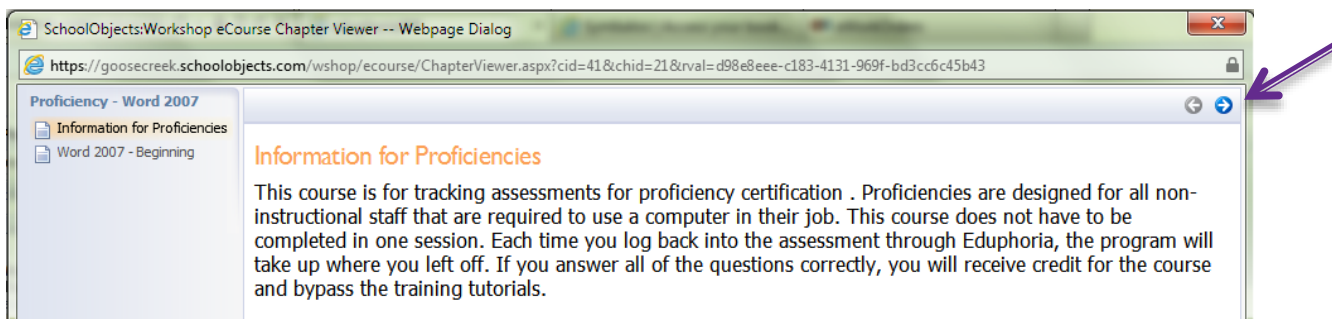 SchoolObjects:Workshop eCourse Chapter Viewer -- Webpage Dialog
https://goosecreek.schoolobjects.com/wshop/ecourse/ChapterViewer.aspx?cid=41&chid=21&rval=d98e8eee-c183-4131-969f-bd3cc6c45b43
Proficiency - Word 2007
Information for Proficiencies
Word 2007 - Beginning
Information for Proficiencies
This course is for tracking assessments for proficiency certification . Proficiencies are designed for all non-
instructional staff that are required to use a computer in their job. This course does not have to be
completed in one session. Each time you log back into the assessment through Eduphoria, the program will
take up where you left off. If you answer all of the questions correctly, you will receive credit for the course
and bypass the training tutorials.